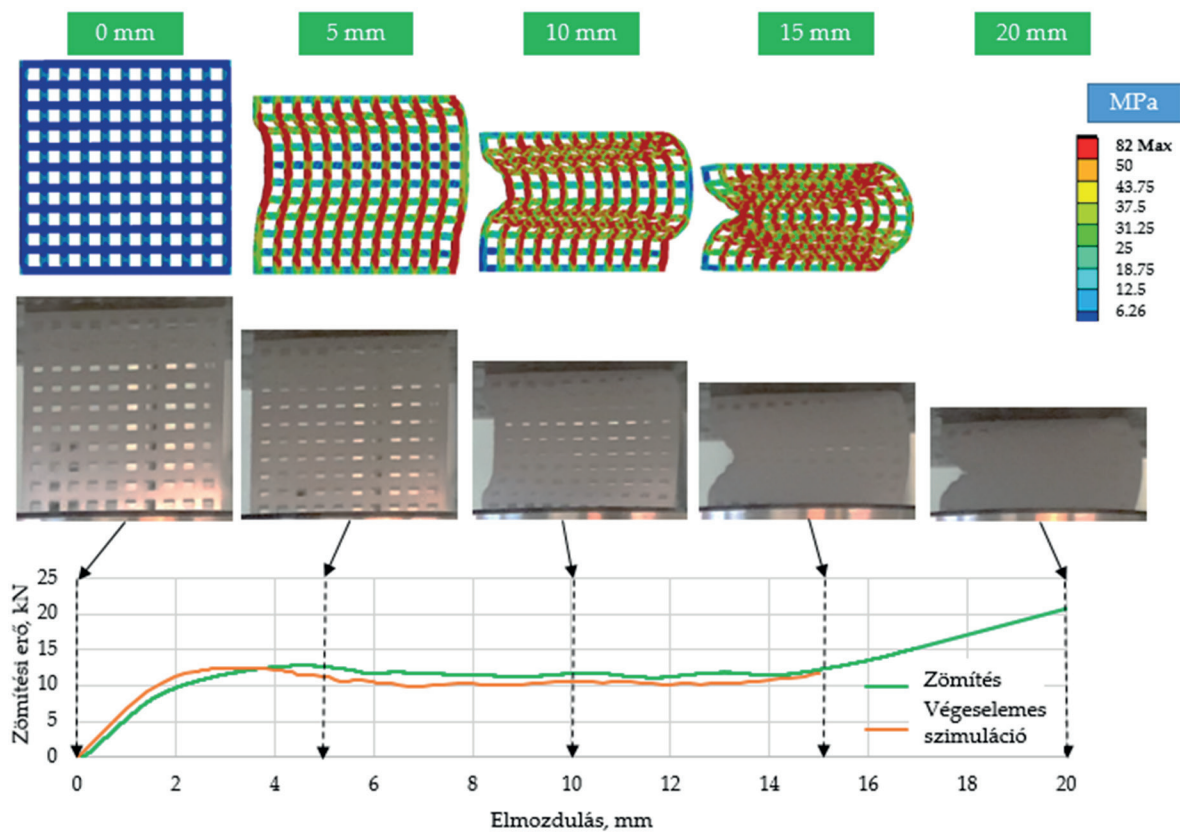 0 mm
5 mm
10 mm
15 mm
20 mm
MPa
82 Max
50
43.75
37.5
31.25
25
18.75
12.5
6.26
Zömítési erő, kN
25
20
15
10
5
0
Zömítés
Végeselemes
szimuláció
0
2
4
6
8
10
12
14
16
18
20
Elmozdulás, mm